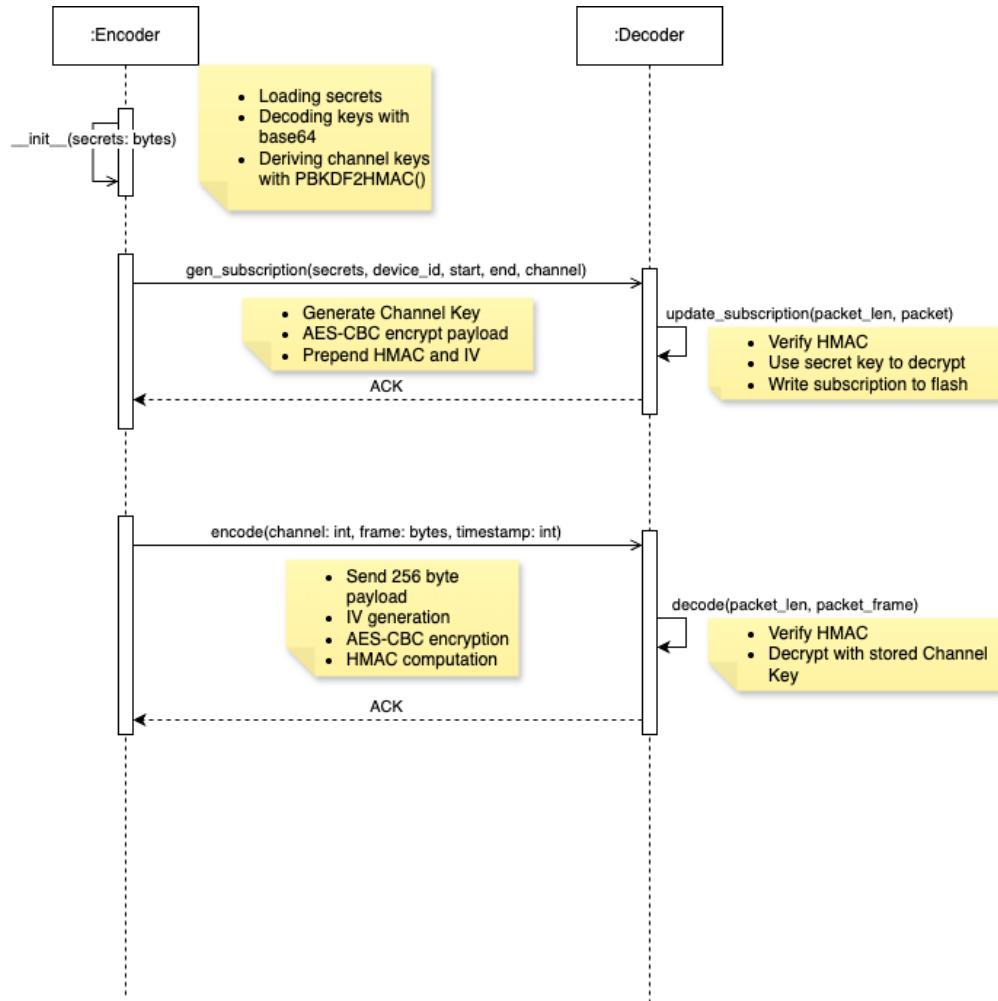 :Encoder
:Decoder
• Loading secrets
• Decoding keys with
base64
• Deriving channel keys
with PBKDF2HMAC()
__init__(secrets: bytes)
gen_subscription(secrets, device_id, start, end, channel)
• Generate Channel Key
• AES-CBC encrypt payload
• Prepend HMAC and IV
update_subscription(packet_len, packet)
• Verify HMAC
• Use secret key to decrypt
• Write subscription to flash
ACK
encode(channel: int, frame: bytes, timestamp: int)
• Send 256 byte
payload
• IV generation
• AES-CBC encryption
• HMAC computation
decode(packet_len, packet_frame)
• Verify HMAC
• Decrypt with stored Channel
Key
ACK